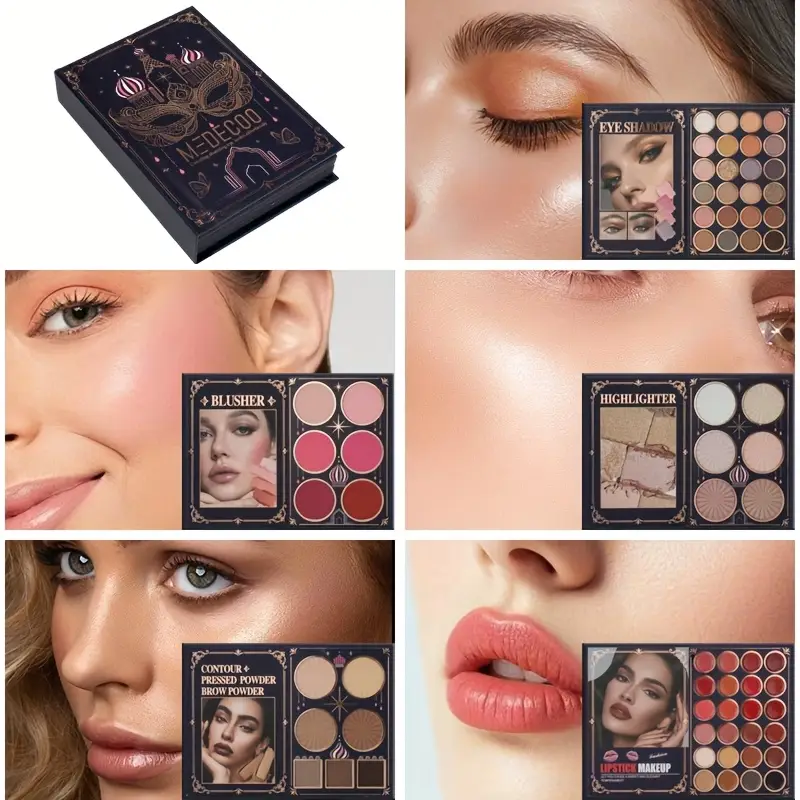 MEDECOO
EYE SHADOW
BLUSHER
HIGHLIGHTER
CONTOUR
PRESSED POWDER
BROW POWDER
LIPSTICK MAKEUP